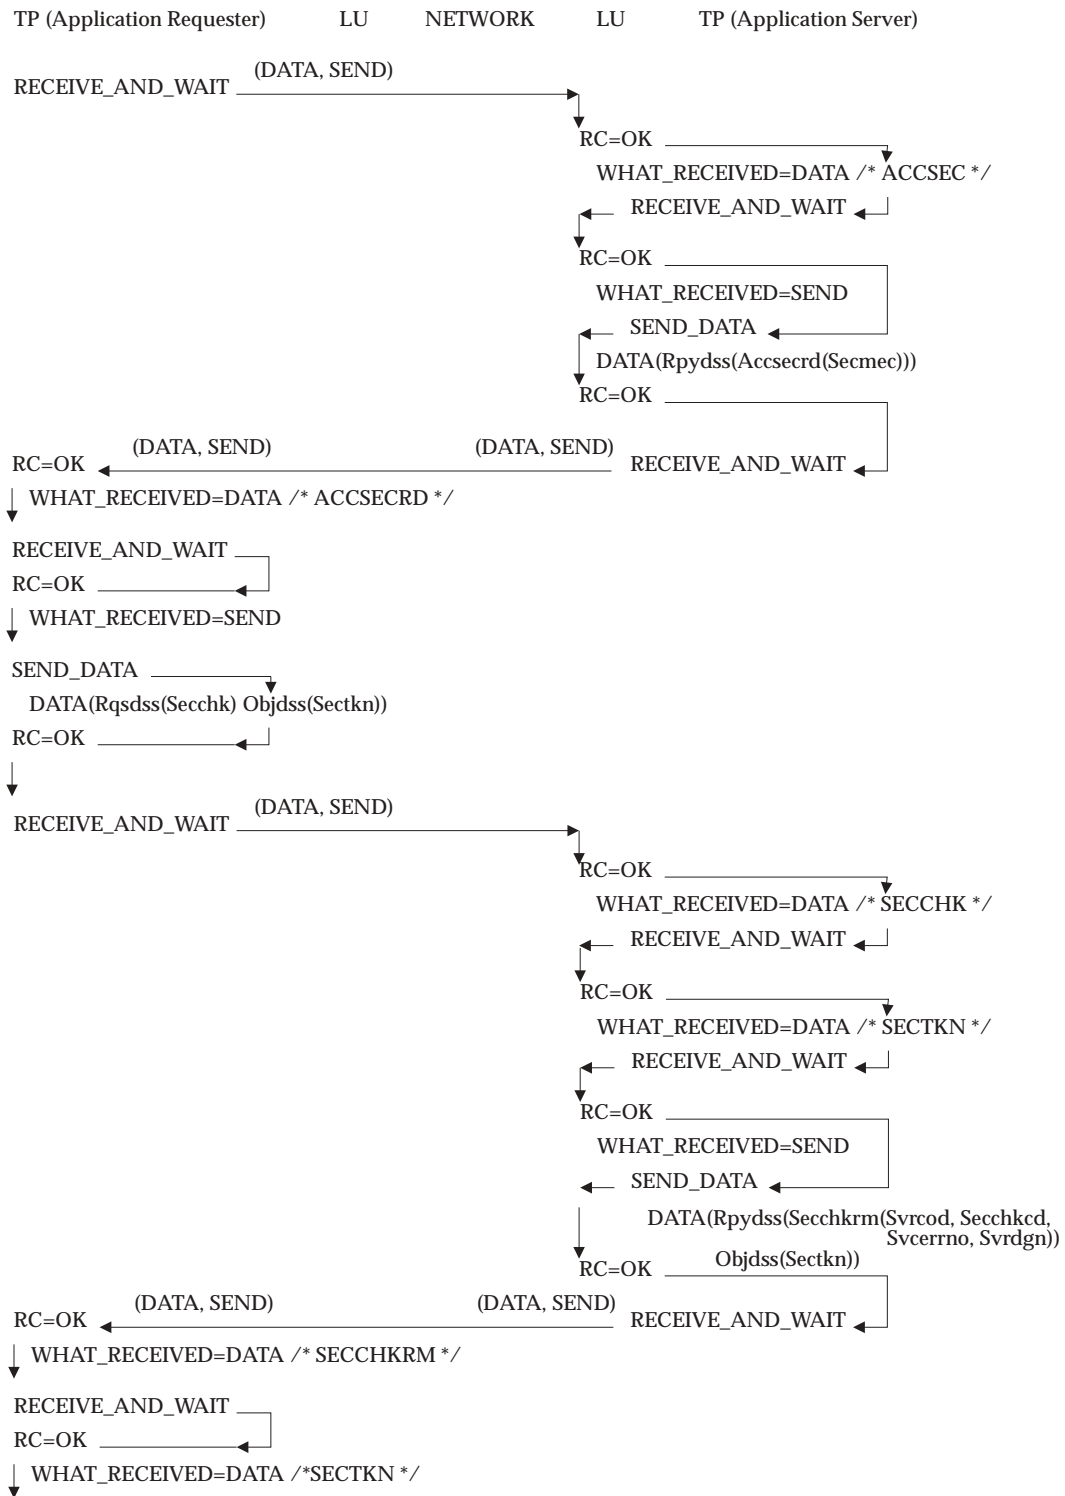 TP (Application Requester) LU NETWORK LU TP (Application Server)
(DATA, SEND)
RECEIVE_AND_WAIT
RC=OK
WHAT_RECEIVED=DATA /* ACCSEC */
RECEIVE_AND_WAIT
RC=OK
WHAT_RECEIVED=SEND
SEND_DATA
DATA(Rpydss(Accsecrd(Secmec)))
RC=OK
(DATA, SEND) (DATA, SEND)
RC=OK RECEIVE_AND_WAIT
WHAT_RECEIVED=DATA /* ACCSECRD */
RECEIVE_AND_WAIT
RC=OK
WHAT_RECEIVED=SEND
SEND_DATA
DATA(Rqsdss(Secchk) Objdss(Sectkn))
RC=OK
(DATA, SEND)
RECEIVE_AND_WAIT
RC=OK
WHAT_RECEIVED=DATA /* SECCHK */
RECEIVE_AND_WAIT
RC=OK
WHAT_RECEIVED=DATA /* SECTKN */
RECEIVE_AND_WAIT
RC=OK
WHAT_RECEIVED=SEND
SEND_DATA
DATA(Rpydss(Secchkrm(Svrcod, Secchkcd,
Svcerrno, Svrdgn))
RC=OK Objdss(Sectkn))
(DATA, SEND) (DATA, SEND)
RC=OK RECEIVE_AND_WAIT
WHAT_RECEIVED=DATA /* SECCHKRM */
RECEIVE_AND_WAIT
RC=OK
WHAT_RECEIVED=DATA /*SECTKN */